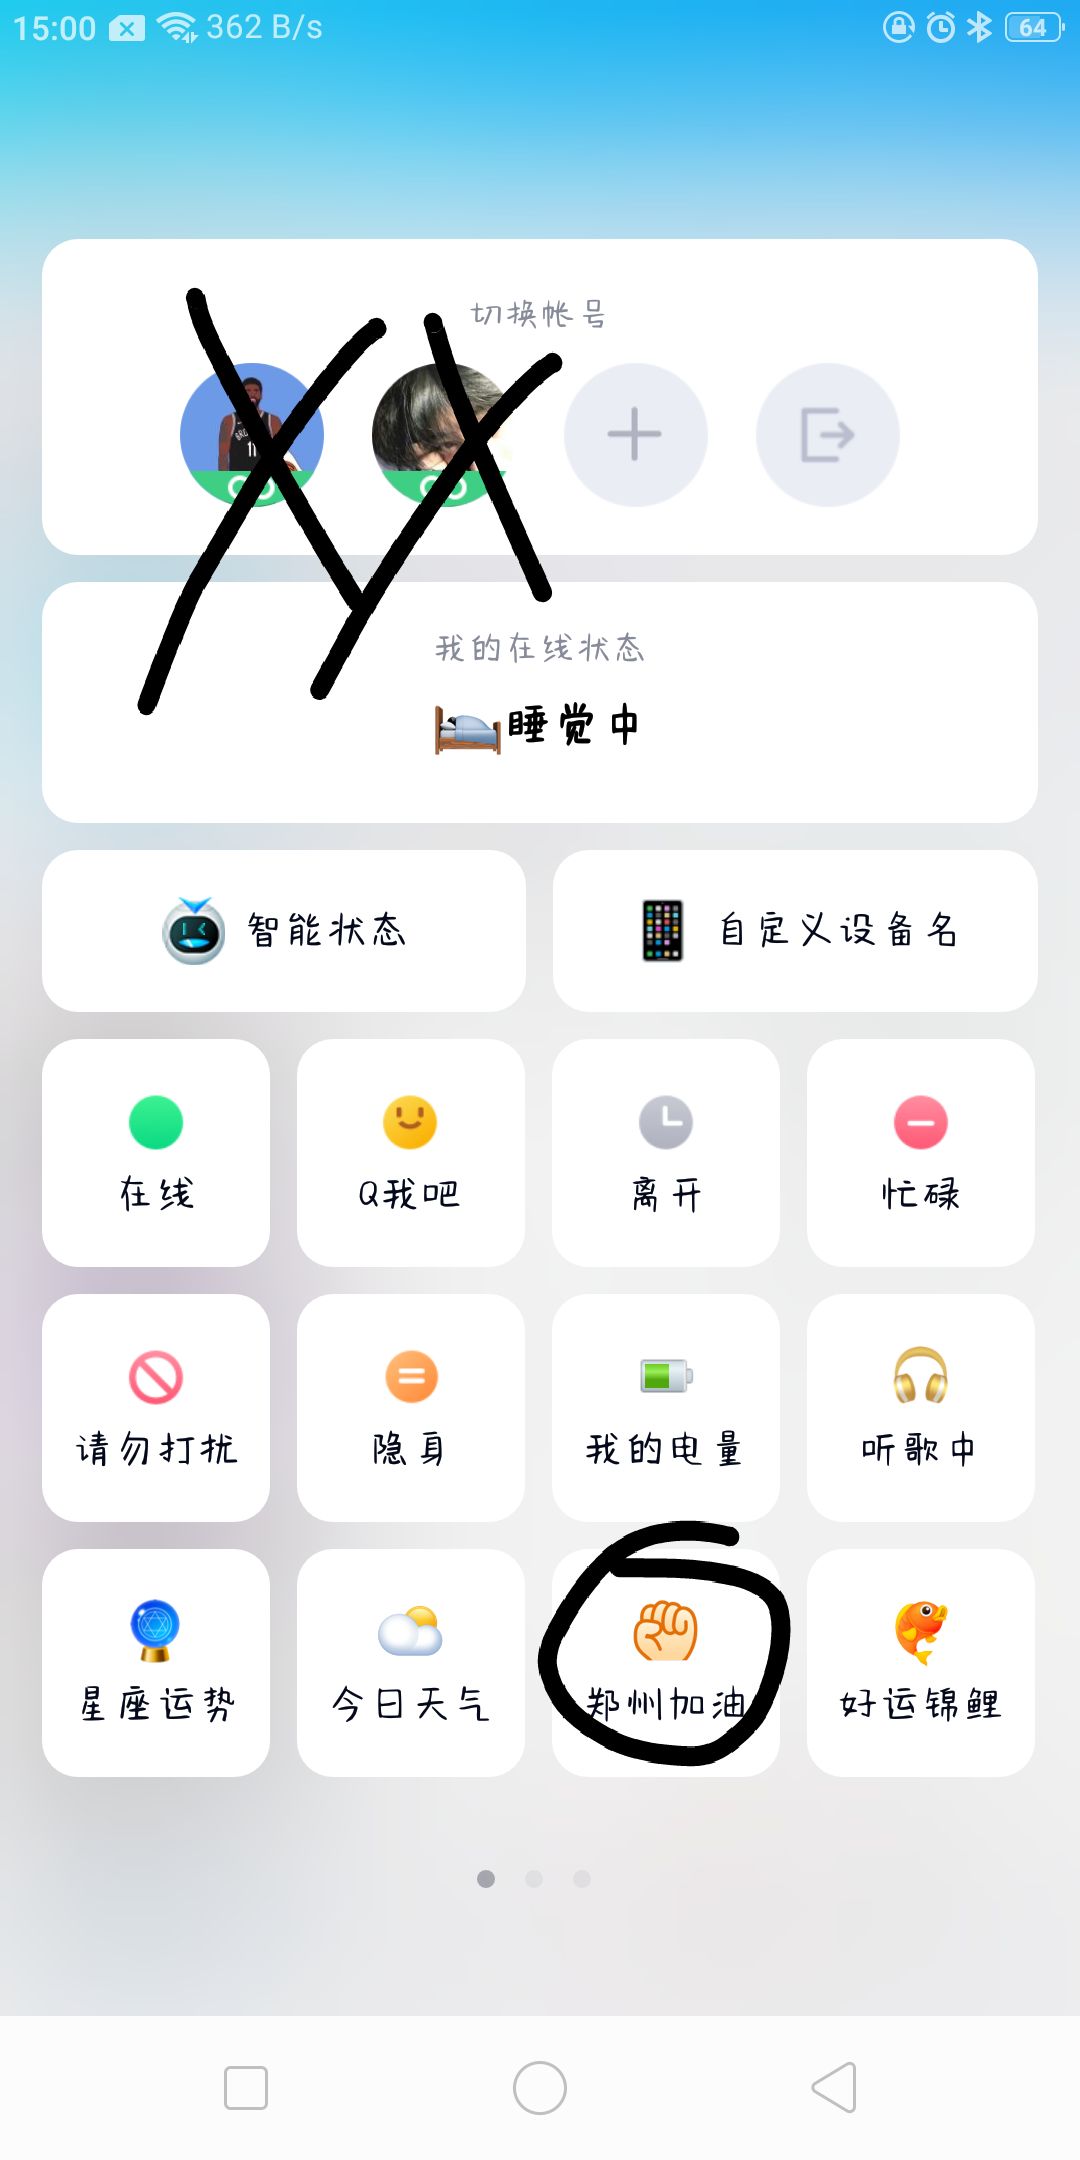 15:00 362 B/s 64
切换帐号
我的在线状态
睡觉中
智能状态 自定义设备名
在线 Q我吧 离开 忙碌
请勿打扰 隐身 我的电量 听歌中
星座运势 今日天气 郑州加油 好运锦鲤